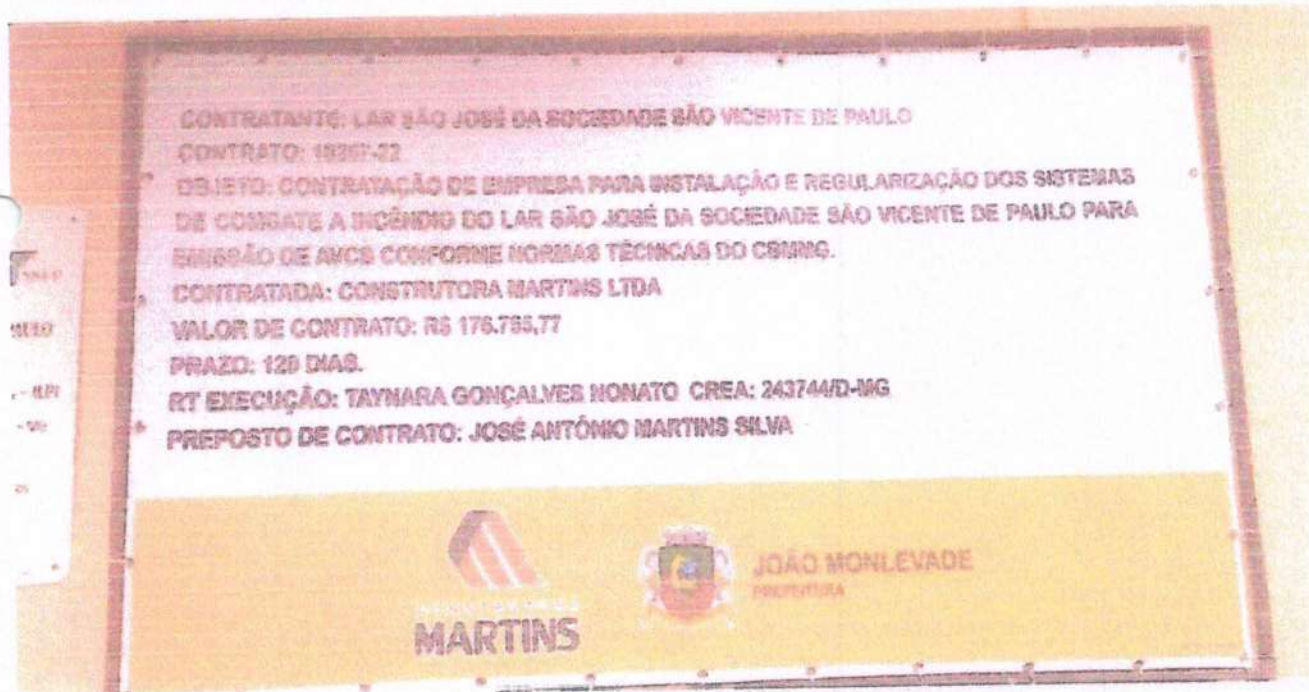 CONTRATANTE: LAR SÃO JOSÉ DA SOCIEDADE SÃO VICENTE DE PAULO
CONTRATO:
OBJETO: CONTRATAÇÃO DE EMPRESA PARA INSTALAÇÃO E REGULARIZAÇÃO DOS SISTEMAS
DE COMBATE A INCÊNDIO DO LAR SÃO JOSÉ DA SOCIEDADE SÃO VICENTE DE PAULO PARA
EMISSÃO DE AVCB CONFORME NORMAS TÉCNICAS DO CBMMG.
CONTRATADA: CONSTRUTORA MARTINS LTDA
VALOR DE CONTRATO: R$
PRAZO: 120 DIAS.
RT EXECUÇÃO: TAYNARA GONÇALVES NONATO CREA: 243744/D-MG
PREPOSTO DE CONTRATO: JOSÉ ANTÔNIO MARTINS SILVA
MARTINS
JOÃO MONLEVADE
PREFEITURA